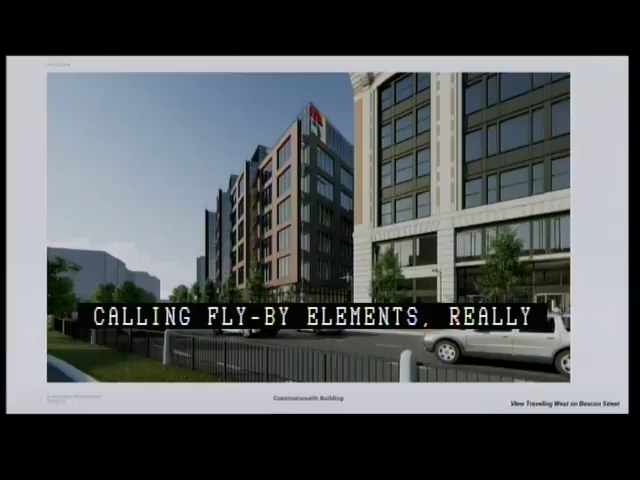 CALLING FLY-BY ELEMENTS, REALLY
Commonwealth Building
View Traveling West on Beacon Street